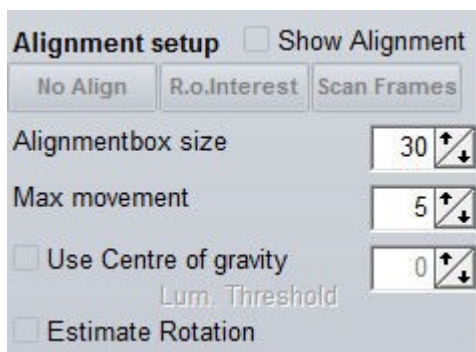 Alignment setup Show Alignment
No Align R.o.Interest Scan Frames
Alignmentbox size 30
Max movement 5
Use Centre of gravity 0
Lum. Threshold
Estimate Rotation